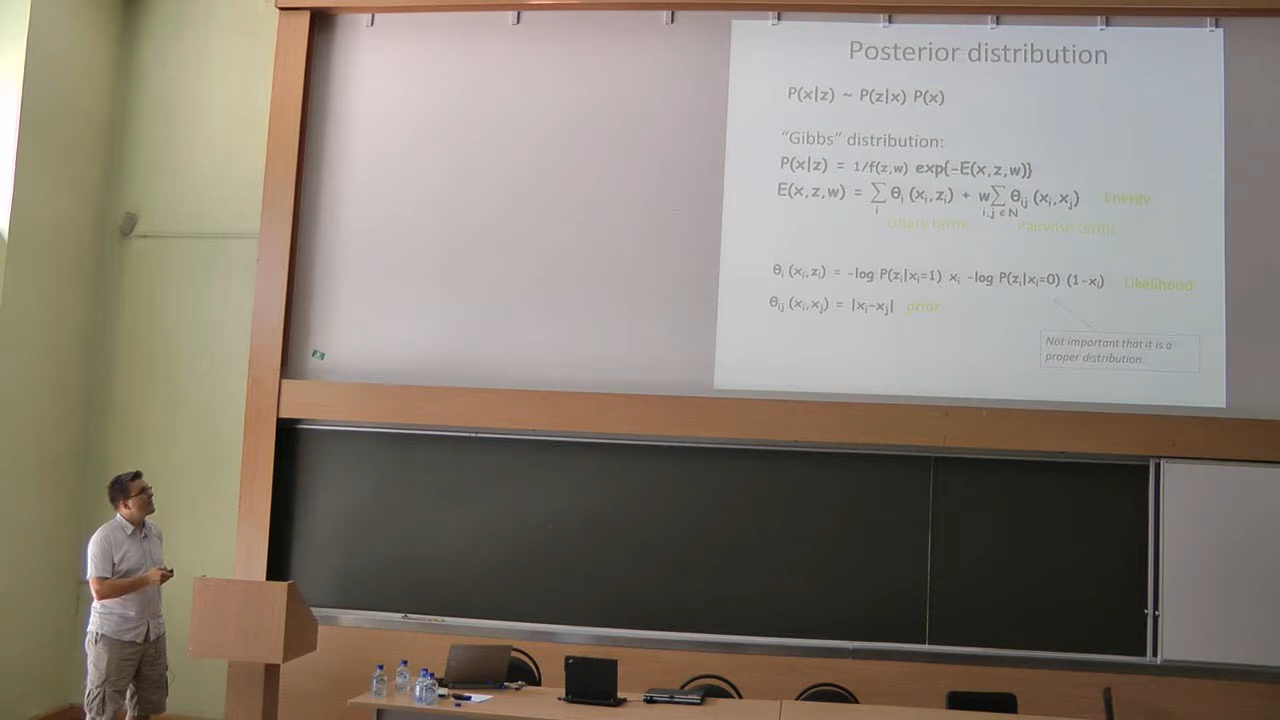 Posterior distribution
P(x|z) ~ P(z|x) P(x)
“Gibbs” distribution:
P(x|z) = 1/f(z,w) exp{-E(x,z,w)}
E(x,z,w) = ∑ θi (xi,zi) + w∑ θij (xi,xj) Energy
i i,j ∈ N
Unary terms Pairwise terms
θi (xi,zi) = -log P(zi|xi=1) xi -log P(zi|xi=0) (1-xi) Likelihood
θij (xi,xj) = |xi-xj| prior
Not important that it is a
proper distribution...